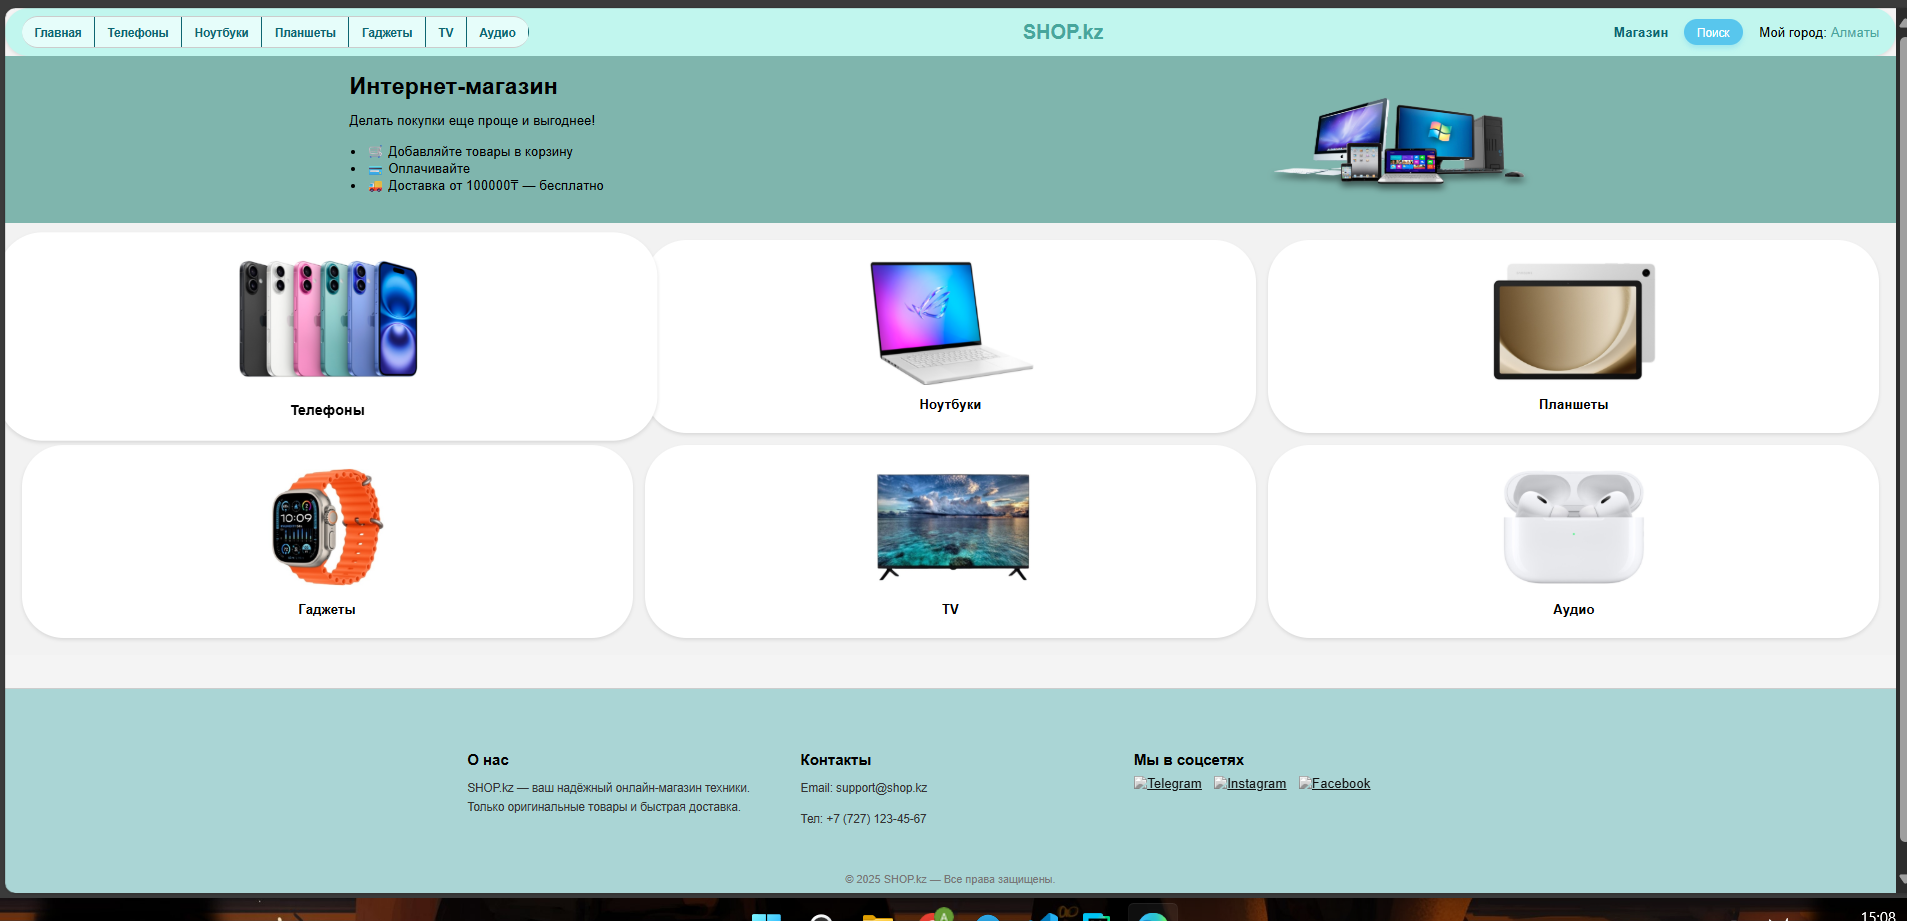 Главная Телефоны Ноутбуки Планшеты Гаджеты TV Аудио SHOP.kz Магазин Поиск Мой город: Алматы
Интернет-магазин
Делать покупки еще проще и выгоднее!
• 🛒 Добавляйте товары в корзину
• 💳 Оплачивайте
• 🚚 Доставка от 100000₸ — бесплатно
Телефоны
Ноутбуки
Планшеты
10:09
Гаджеты
TV
Аудио
О нас
SHOP.kz — ваш надёжный онлайн-магазин техники.
Только оригинальные товары и быстрая доставка.
Контакты
Email: support@shop.kz
Тел: +7 (727) 123-45-67
Мы в соцсетях
Telegram Instagram Facebook
© 2025 SHOP.kz — Все права защищены.
A
15:08